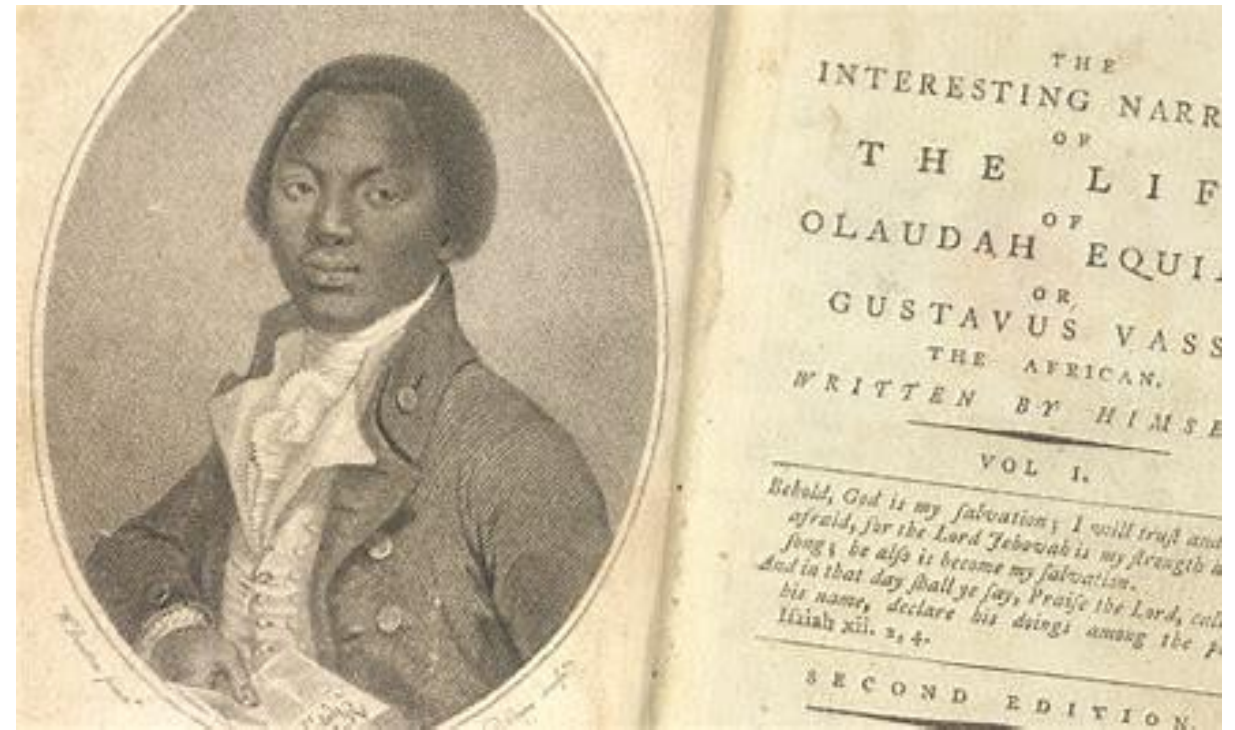 THE
INTERESTING NARR
OF
THE LIF
OF
OLAUDAH EQUI
OR
GUSTAVUS VASS
THE AFRICAN.
WRITTEN BY HIMSE
VOL I.
Behold, God is my ſalvation; I will truſt and
afraid, for the Lord Jehovah is my ſtrength
ſong; he alſo is become my ſalvation.
And in that day ſhall ye ſay, Praiſe the Lord, call
his name, declare his doings among the
Iſaiah xii. 2, 4.
SECOND EDITION.